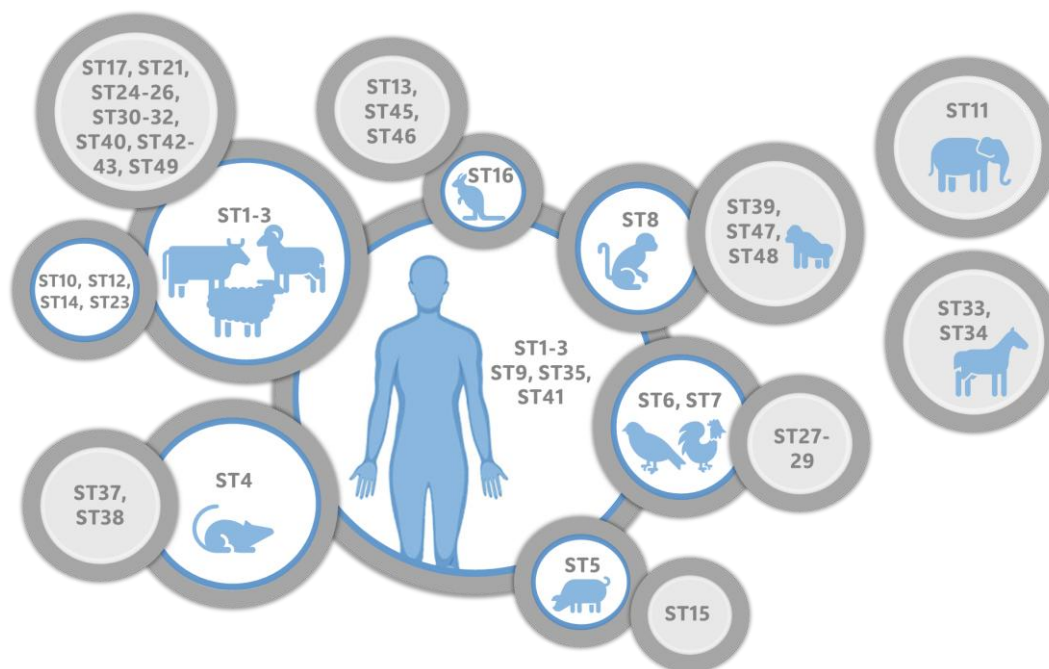 ST17, ST21,
ST24-26,
ST30-32,
ST40, ST42-
43, ST49
ST13,
ST45,
ST46
ST11
ST16
ST1-3
ST8
ST39,
ST47,
ST48
ST10, ST12,
ST14, ST23
ST33,
ST34
ST1-3
ST9, ST35,
ST41
ST6, ST7
ST27-
29
ST4
ST37,
ST38
ST5
ST15